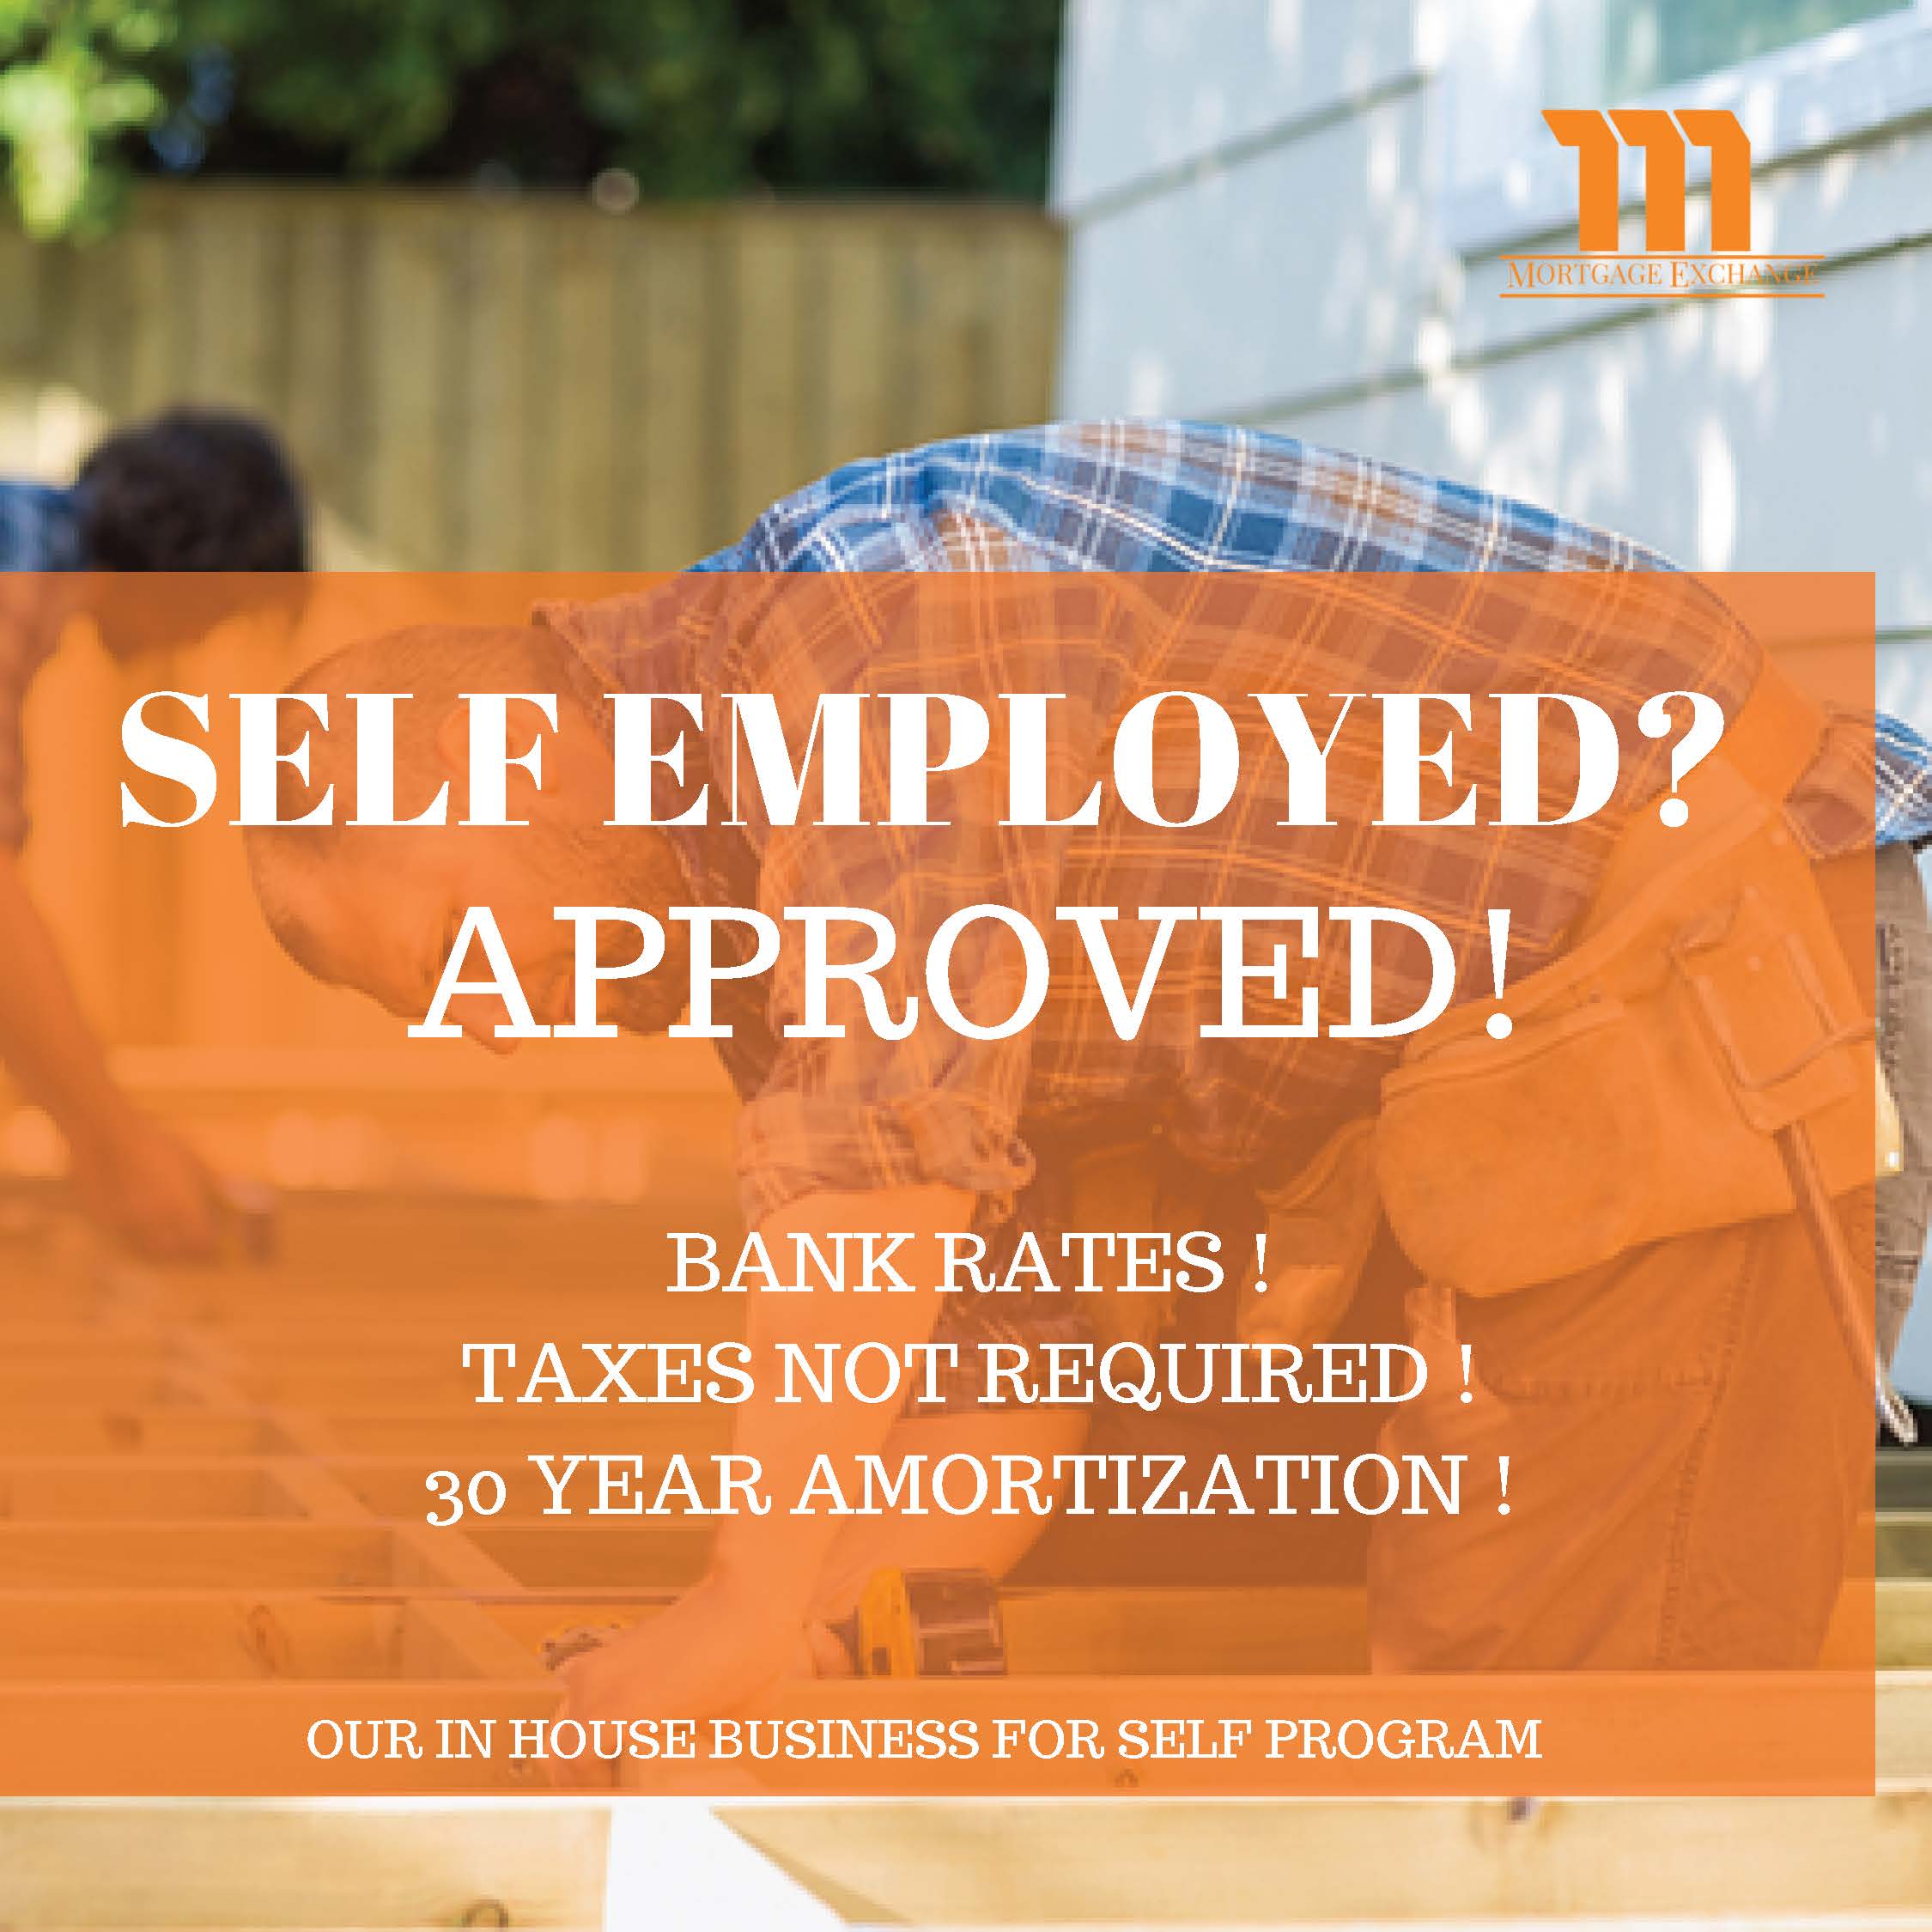 MORTGAGE EXCHANGE
SELF EMPLOYED?
APPROVED!
BANK RATES !
TAXES NOT REQUIRED !
30 YEAR AMORTIZATION !
OUR IN HOUSE BUSINESS FOR SELF PROGRAM